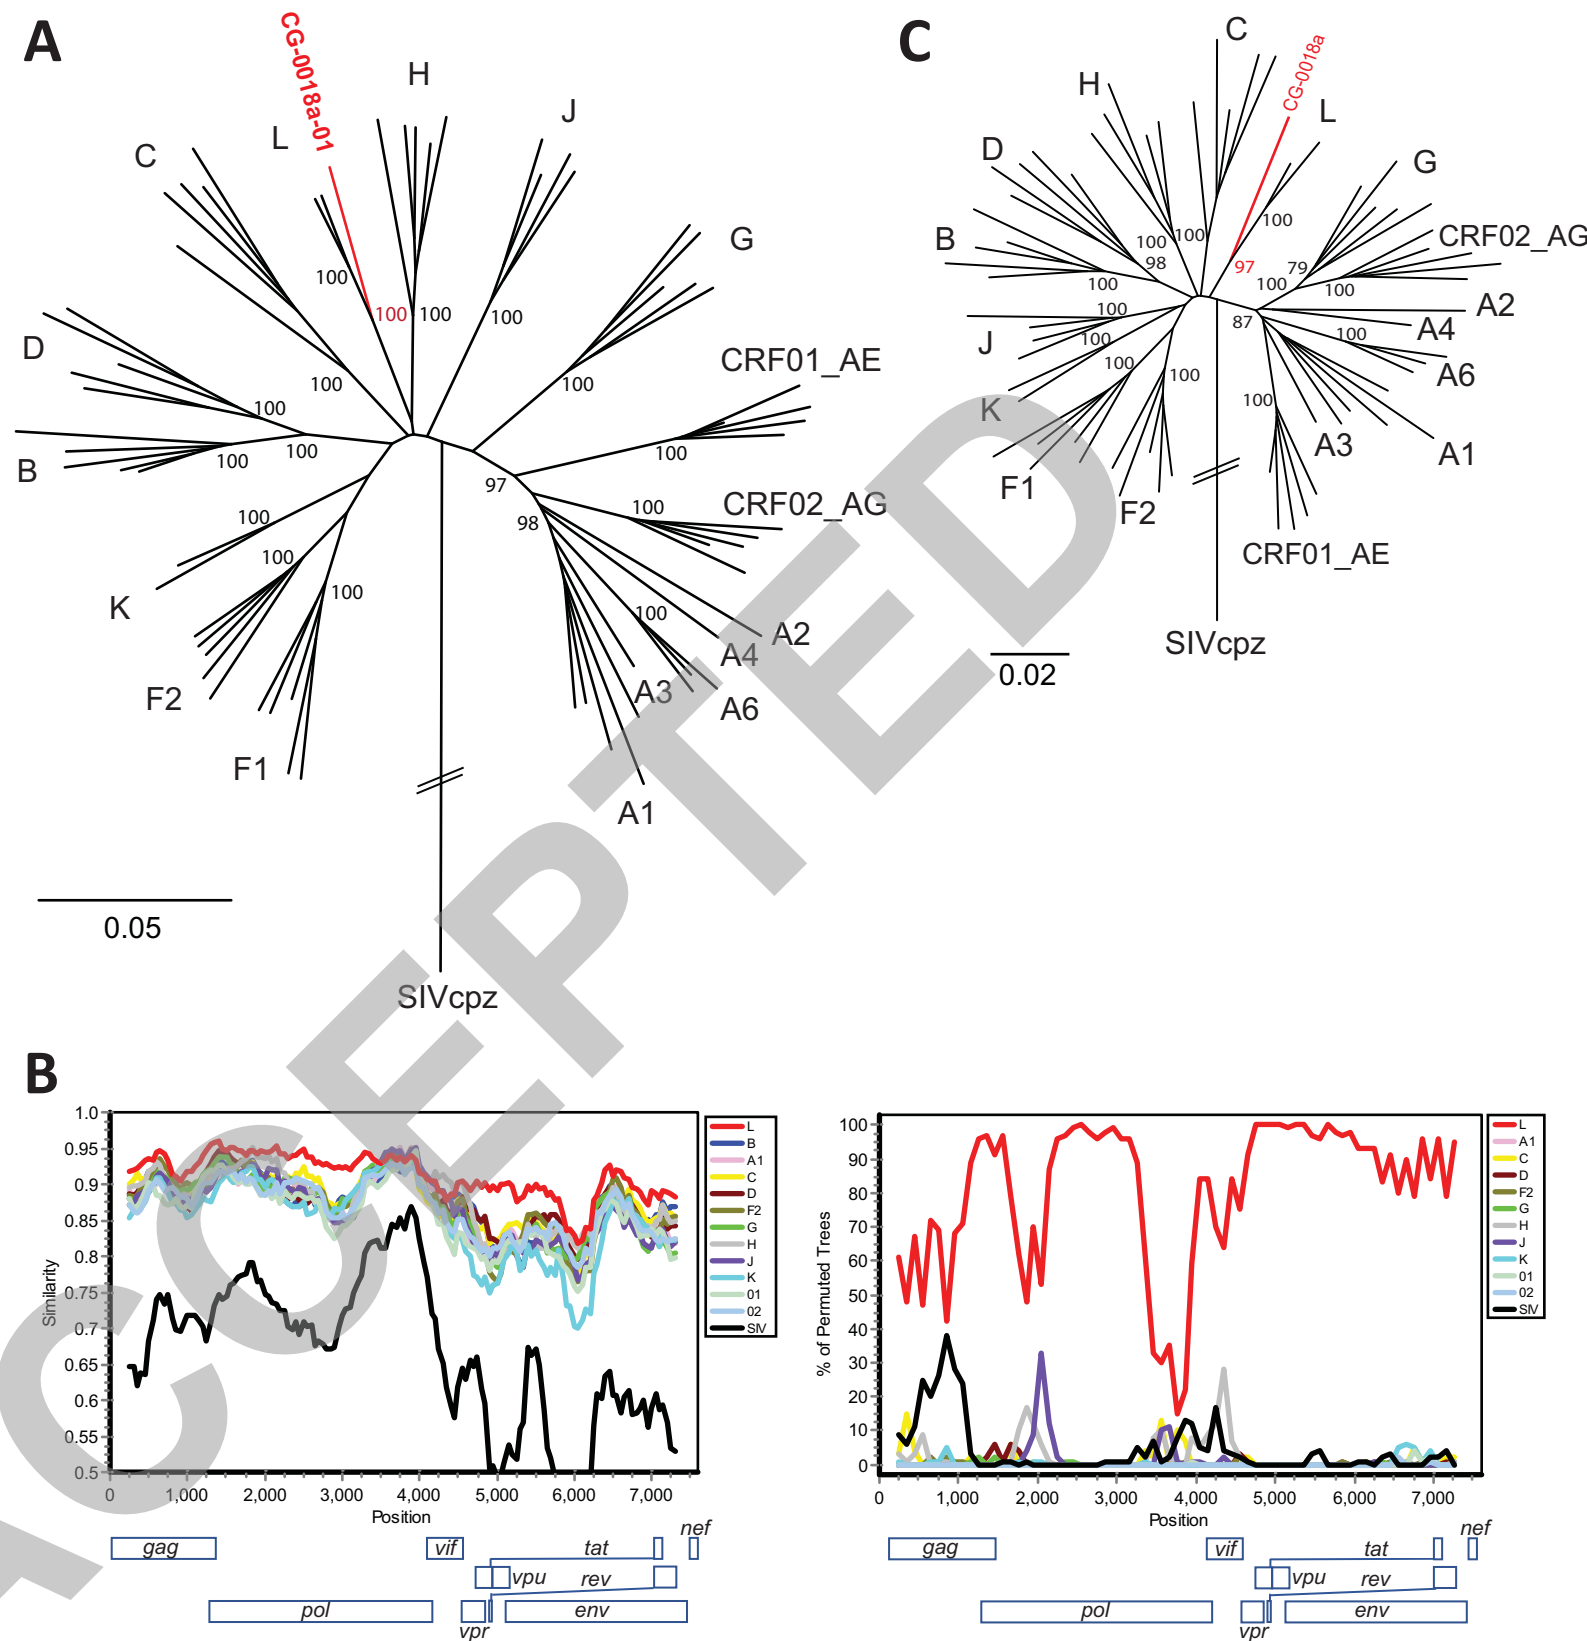 A
CG-0018a-01
H
J
L
C
G
100
100
100
100
D
100
100
CRF01_AE
100
B
100
100
100
97
CRF02_AG
100
98
100
100
K
100
100
A2
A4
A3
A6
F2
F1
A1
0.05
SIVcpz
C
C
CG-0018a
H
L
D
G
100
B
100
100
CRF02_AG
98
97
79
100
100
100
A2
100
87
A4
J
100
100
100
100
A6
K
100
A3
A1
F1
F2
CRF01_AE
SIVcpz
0.02
ACCEPTED
B
1.0
0.95
0.9
0.85
0.8
0.75
0.7
0.65
0.6
0.55
0.5
Similarity
0
1,000
2,000
3,000
4,000
5,000
6,000
7,000
Position
L
B
A1
C
D
F2
G
H
J
K
01
02
SIV
gag
vif
tat
nef
vpu
rev
pol
vpr
env
100
90
80
70
60
50
40
30
20
10
0
% of Permuted Trees
0
1,000
2,000
3,000
4,000
5,000
6,000
7,000
Position
L
A1
C
D
F2
G
H
J
K
01
02
SIV
gag
vif
tat
nef
vpu
rev
pol
vpr
env